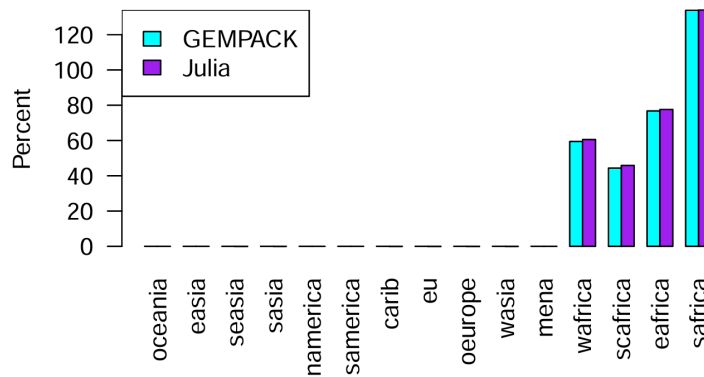 120
100
80
60
40
20
0
Percent
GEMPACK
Julia
oceania
easia
seasia
sasia
namerica
samerica
carib
eu
oeurope
wasia
mena
wafrica
scafrica
eafrica
safrica